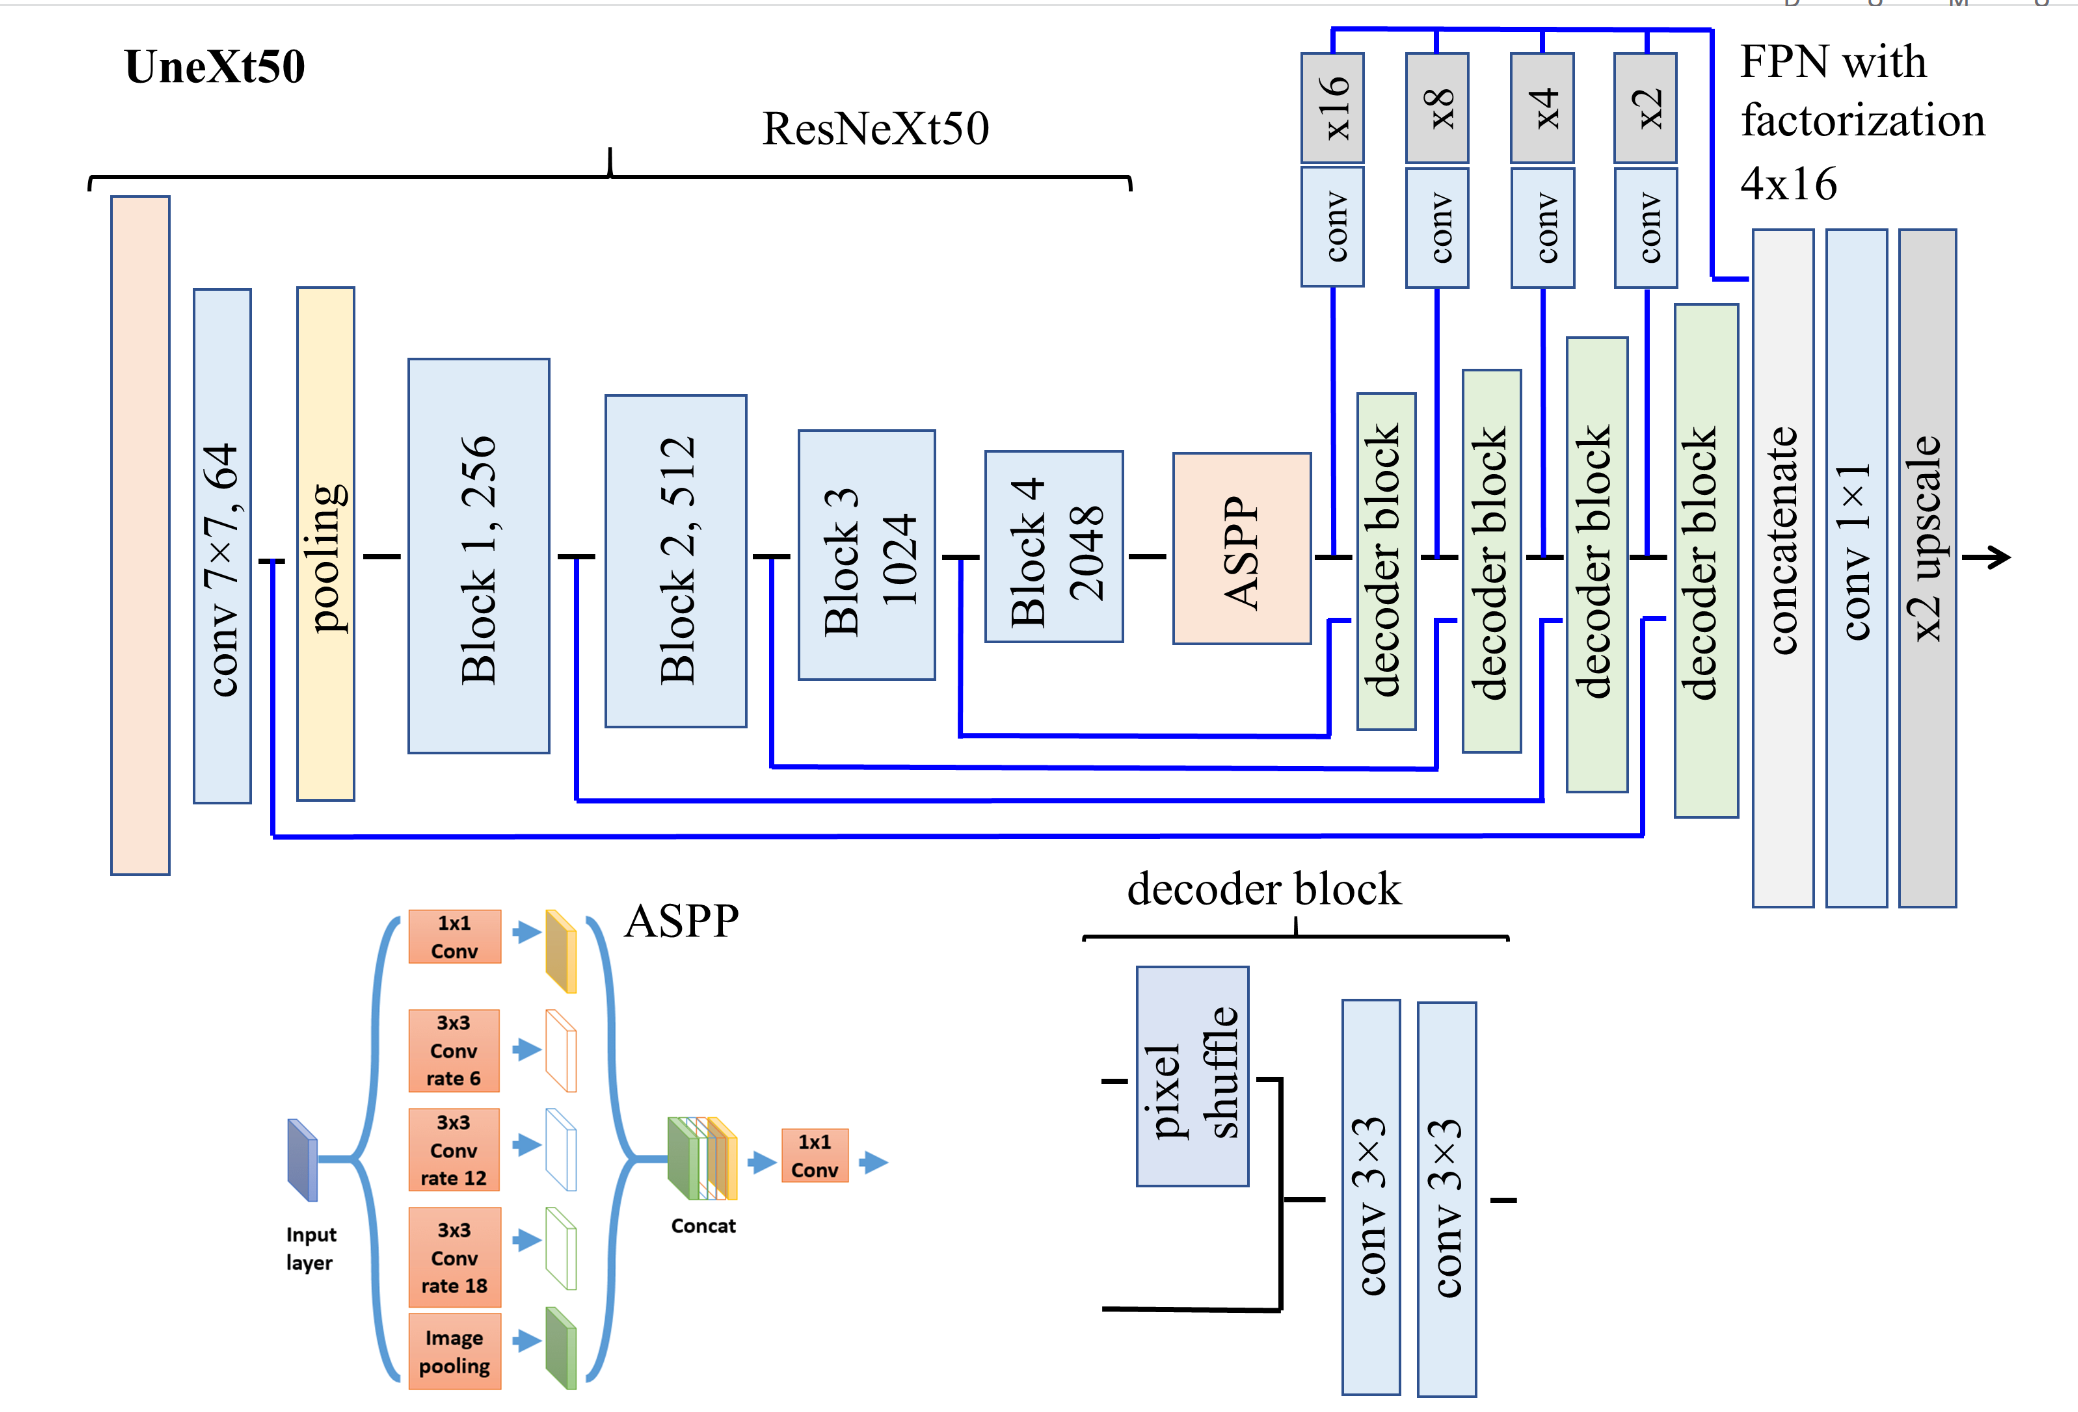 UneXt50
ResNeXt50
FPN with
factorization
4x16
x16
x8
x4
x2
conv
conv
conv
conv
conv 7×7, 64
pooling
Block 1, 256
Block 2, 512
Block 3
1024
Block 4
2048
ASPP
decoder block
decoder block
decoder block
decoder block
concatenate
conv 1×1
x2 upscale
ASPP
1x1
Conv
3x3
Conv
rate 6
3x3
Conv
rate 12
3x3
Conv
rate 18
Image
pooling
Input
layer
Concat
1x1
Conv
decoder block
pixel
shuffle
conv 3×3
conv 3×3